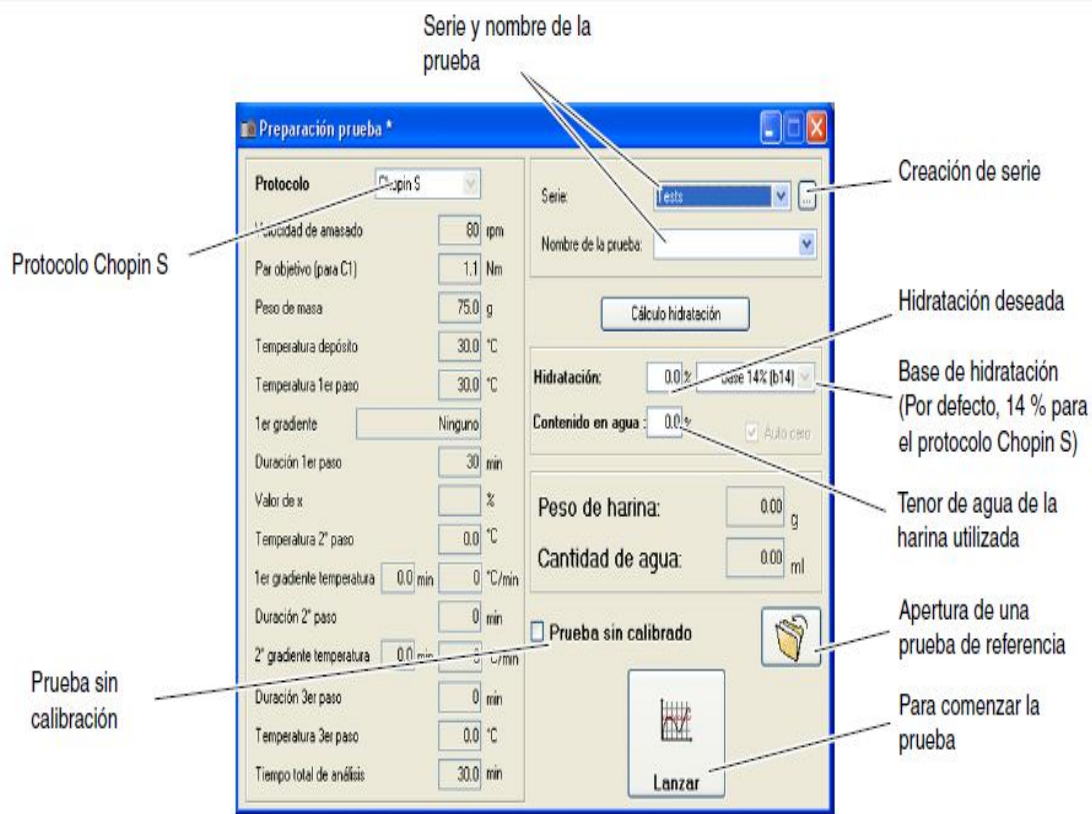 Serie y nombre de la
prueba
Preparación prueba *
Protocolo Chopin S
Velocidad de amasado 80 rpm
Par objetivo (para C1) 1.1 Nm
Peso de masa 75.0 g
Temperatura depósito 30.0 °C
Temperatura 1er paso 30.0 °C
1er gradiente Ninguno
Duración 1er paso 30 min
Valor de x %
Temperatura 2° paso 0.0 °C
1er gradiente temperatura 0.0 min 0 °C/min
Duración 2° paso 0 min
2° gradiente temperatura 0.0 min 0 °C/min
Duración 3er paso 0 min
Temperatura 3er paso 0.0 °C
Tiempo total de análisis 30.0 min
Serie: Tests ...
Nombre de la prueba:
Cálculo hidratación
Hidratación: 0.0 % Base 14% (b14)
Contenido en agua : 0.0 % Auto cero
Peso de harina: 0.00 g
Cantidad de agua: 0.00 ml
Prueba sin calibrado
Lanzar
Protocolo Chopin S
Prueba sin
calibración
Creación de serie
Hidratación deseada
Base de hidratación
(Por defecto, 14 % para
el protocolo Chopin S)
Tenor de agua de la
harina utilizada
Apertura de una
prueba de referencia
Para comenzar la
prueba